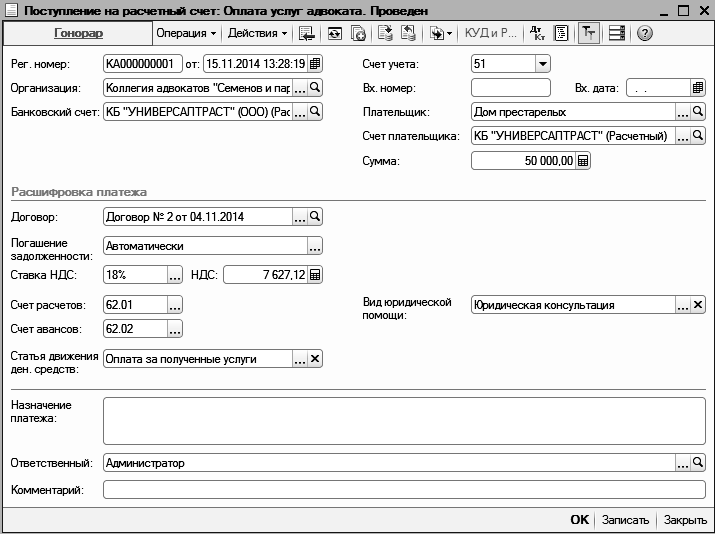 Поступление на расчетный счет: Оплата услуг адвоката. Проведен
Гонорар Операция Действия КУД и Р... Дт Кт
Рег. номер: КА000000001 от: 15.11.2014 13:28:19 Счет учета: 51
Организация: Коллегия адвокатов "Семенов и пар ... Вх. номер: Вх. дата: . .
Банковский счет: КБ "УНИВЕРСАЛТРАСТ" (ООО) (Рас ... Плательщик: Дом престарелых ...
Счет плательщика: КБ "УНИВЕРСАЛТРАСТ" (Расчетный) ...
Сумма: 50 000,00
Расшифровка платежа
Договор: Договор № 2 от 04.11.2014 ...
Погашение
задолженности: Автоматически ...
Ставка НДС: 18% ... НДС: 7 627,12
Счет расчетов: 62.01 ... Вид юридической
помощи: Юридическая консультация ... ×
Счет авансов: 62.02 ...
Статья движения
ден. средств: Оплата за полученные услуги ... ×
Назначение
платежа:
Ответственный: Администратор ...
Комментарий:
OK Записать Закрыть